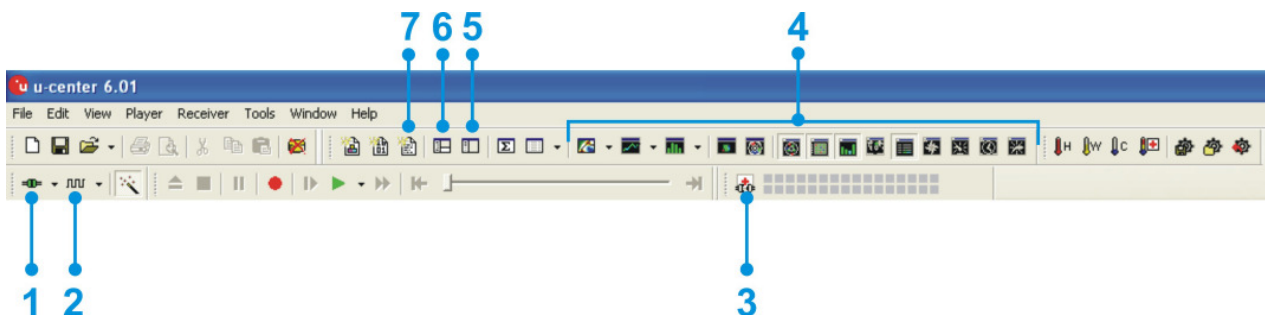 7 6 5 4
u u-center 6.01
File Edit View Player Receiver Tools Window Help
H W C
1 2 3